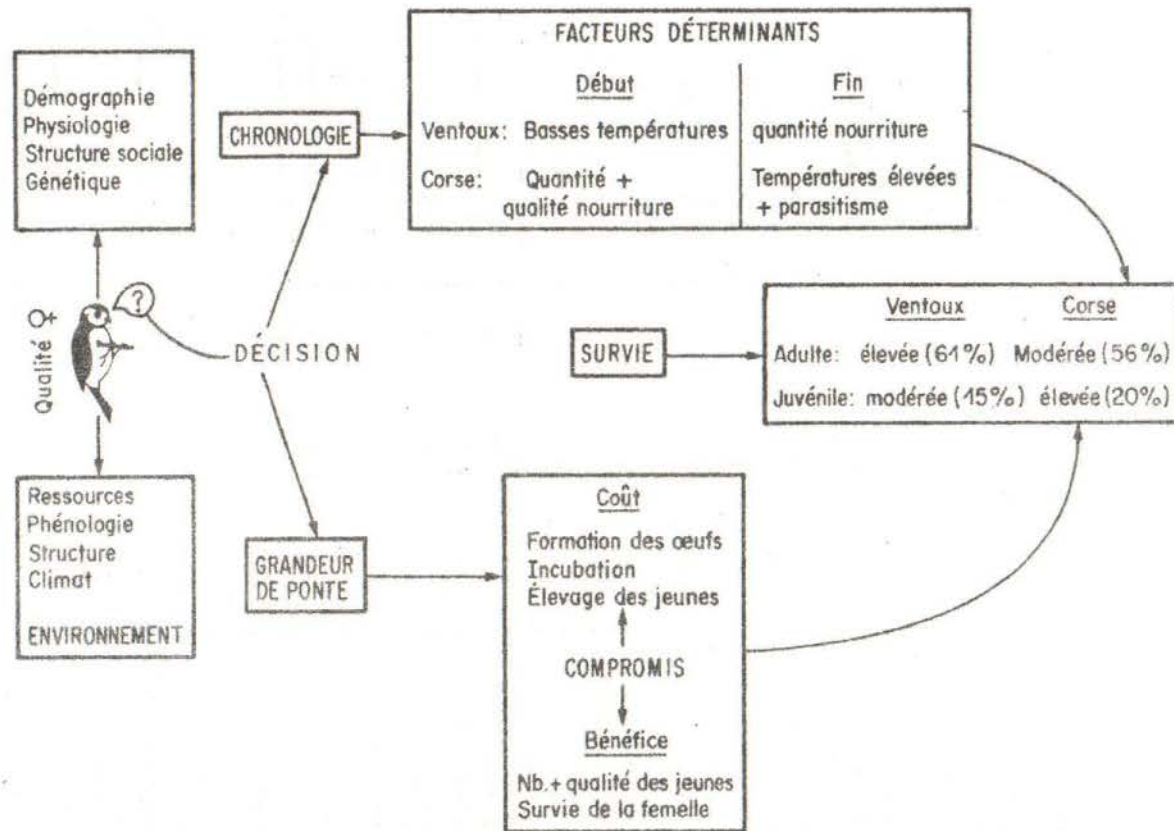 Démographie
Physiologie
Structure sociale
Génétique
Qualité ♀
?
DÉCISION
Ressources
Phénologie
Structure
Climat
ENVIRONNEMENT
CHRONOLOGIE
FACTEURS DÉTERMINANTS
Début Fin
Ventoux: Basses températures quantité nourriture
Corse: Quantité + Températures élevées
qualité nourriture + parasitisme
SURVIE
Ventoux Corse
Adulte: élevée (61%) Modérée (56%)
Juvénile: modérée (15%) élevée (20%)
GRANDEUR
DE PONTE
Coût
Formation des œufs
Incubation
Élevage des jeunes
COMPROMIS
Bénéfice
Nb.+ qualité des jeunes
Survie de la femelle